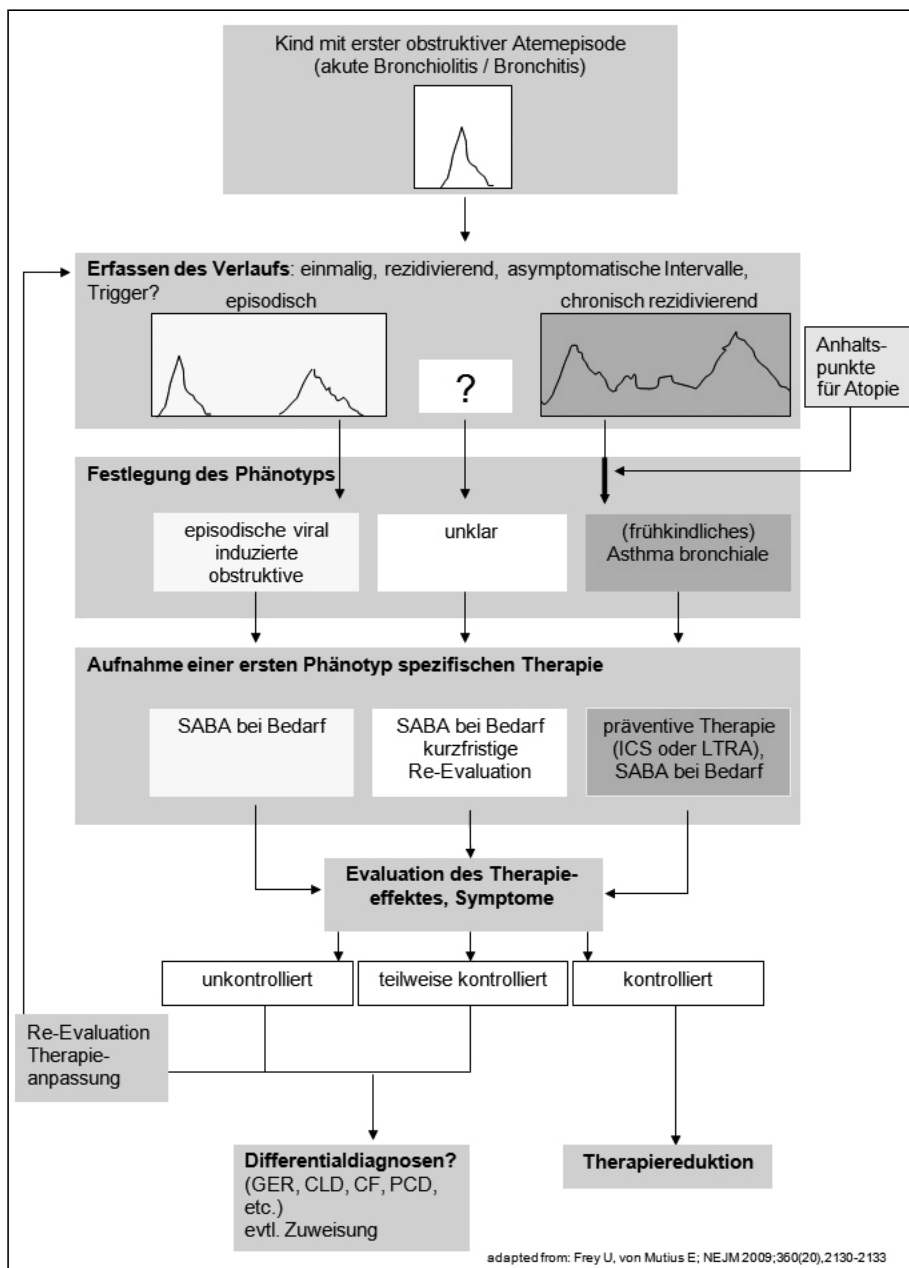 Kind mit erster obstruktiver Atemepisode
(akute Bronchiolitis / Bronchitis)
Erfassen des Verlaufs: einmalig, rezidivierend, asymptomatische Intervalle,
Trigger?
episodisch
chronisch rezidivierend
?
Anhalts-
punkte
für Atopie
Festlegung des Phänotyps
episodische viral
induzierte
obstruktive
unklar
(frühkindliches)
Asthma bronchiale
Aufnahme einer ersten Phänotyp spezifischen Therapie
SABA bei Bedarf
SABA bei Bedarf
kurzfristige
Re-Evaluation
präventive Therapie
(ICS oder LTRA),
SABA bei Bedarf
Evaluation des Therapie-
effektes, Symptome
unkontrolliert
teilweise kontrolliert
kontrolliert
Re-Evaluation
Therapie-
anpassung
Differentialdiagnosen?
(GER, CLD, CF, PCD,
etc.)
evtl. Zuweisung
Therapiereduktion
adapted from: Frey U, von Mutius E; NEJM 2009;360(20),2130-2133